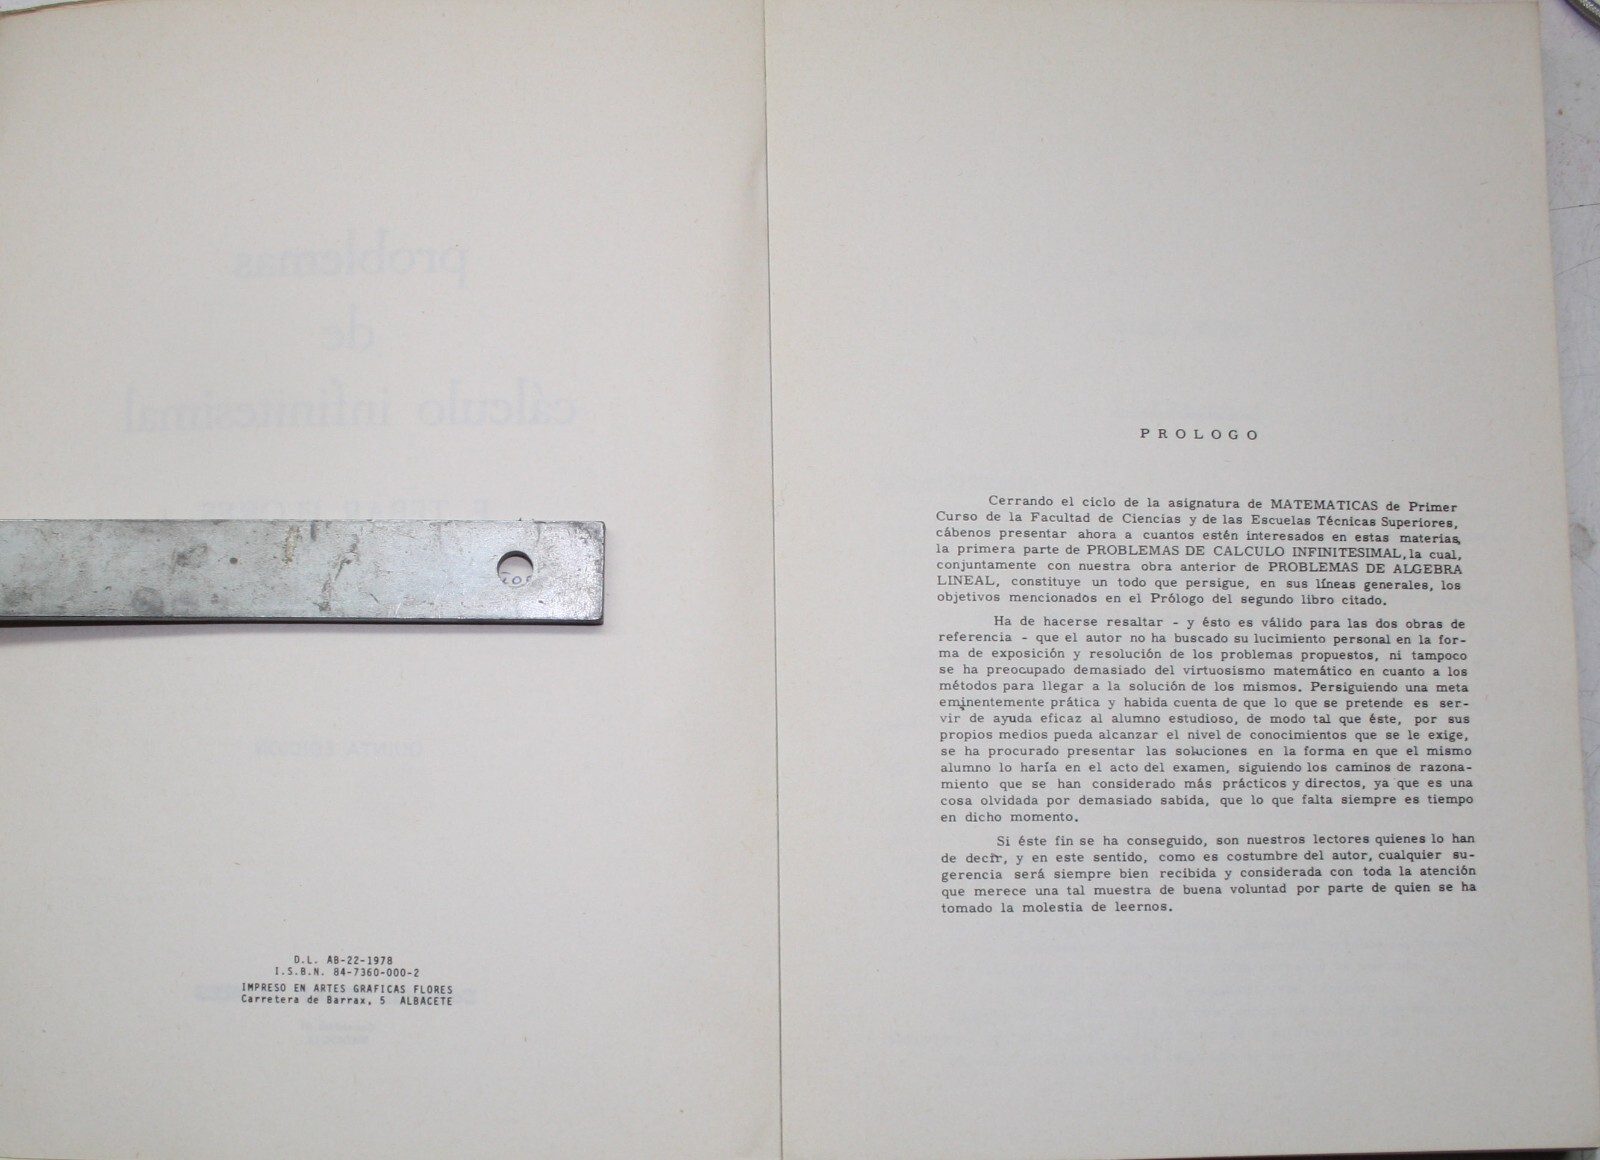 problemas
de
cálculo infinitesimal
E. TEBAR FLORES
QUINTA EDICION
D.L. AB-22-1978
I.S.B.N. 84-7360-000-2
IMPRESO EN ARTES GRAFICAS FLORES
Carretera de Barrax, 5 ALBACETE
PROLOGO
Cerrando el ciclo de la asignatura de MATEMATICAS de Primer
Curso de la Facultad de Ciencias y de las Escuelas Técnicas Superiores,
cábenos presentar ahora a cuantos estén interesados en estas materias,
la primera parte de PROBLEMAS DE CALCULO INFINITESIMAL, la cual,
conjuntamente con nuestra obra anterior de PROBLEMAS DE ALGEBRA
LINEAL, constituye un todo que persigue, en sus líneas generales, los
objetivos mencionados en el Prólogo del segundo libro citado.
Ha de hacerse resaltar - y ésto es válido para las dos obras de
referencia - que el autor no ha buscado su lucimiento personal en la for-
ma de exposición y resolución de los problemas propuestos, ni tampoco
se ha preocupado demasiado del virtuosismo matemático en cuanto a los
métodos para llegar a la solución de los mismos. Persiguiendo una meta
eminentemente prática y habida cuenta de que lo que se pretende es ser-
vir de ayuda eficaz al alumno estudioso, de modo tal que éste, por sus
propios medios pueda alcanzar el nivel de conocimientos que se le exige,
se ha procurado presentar las soluciones en la forma en que el mismo
alumno lo haría en el acto del examen, siguiendo los caminos de razona-
miento que se han considerado más prácticos y directos, ya que es una
cosa olvidada por demasiado sabida, que lo que falta siempre es tiempo
en dicho momento.
Si éste fin se ha conseguido, son nuestros lectores quienes lo han
de decir, y en este sentido, como es costumbre del autor, cualquier su-
gerencia será siempre bien recibida y considerada con toda la atención
que merece una tal muestra de buena voluntad por parte de quien se ha
tomado la molestia de leernos.